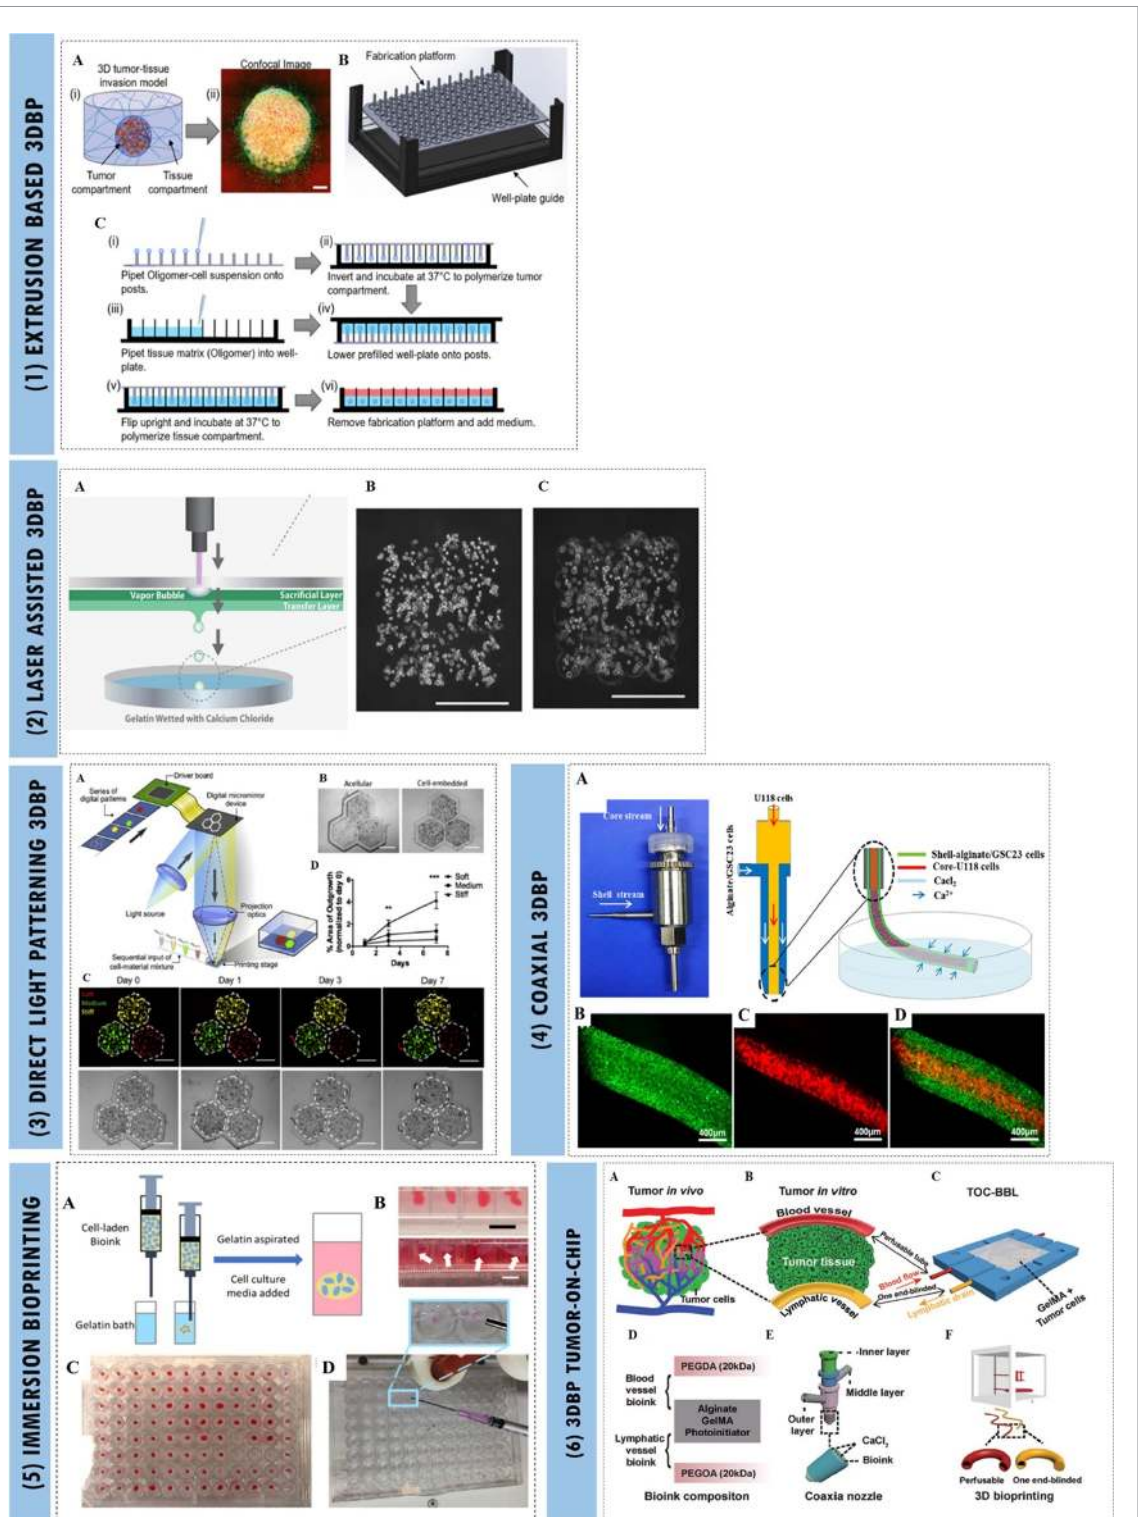 (1) EXTRUSION BASED 3DBP
A
3D tumor-tissue
invasion model
(i)
Tumor
compartment
Tissue
compartment
Confocal Image
(ii)
B
Fabrication platform
Well-plate guide
C
(i)
Pipet Oligomer-cell suspension onto
posts.
(ii)
Invert and incubate at 37°C to polymerize tumor
compartment.
(iii)
Pipet tissue matrix (Oligomer) into well-
plate.
(iv)
Lower prefilled well-plate onto posts.
(v)
Flip upright and incubate at 37°C to
polymerize tissue compartment.
(vi)
Remove fabrication platform and add medium.
(2) LASER ASSISTED 3DBP
A
Vapor Bubble
Sacrificial Layer
Transfer Layer
Gelatin Wetted with Calcium Chloride
B
C
(3) DIRECT LIGHT PATTERNING 3DBP
A
Driver board
Series of
digital patterns
Digital micromirror
device
Light source
Projection
optics
Sequential input of
cell-material mixture
Printing stage
B
Acellular
Cell-embedded
D
% Area of Outgrowth
(normalized to day 0)
6
4
2
0
**
***
Soft
Medium
Stiff
0 2 4 6 8
Days
C
Day 0
Day 1
Day 3
Day 7
Soft
Medium
Stiff
(4) COAXIAL 3DBP
A
Core stream
Shell stream
U118 cells
Alginate/GSC23 cells
Shell-alginate/GSC23 cells
Core-U118 cells
Cacl2
Ca2+
B
400μm
C
400μm
D
400μm
(5) IMMERSION BIOPRINTING
A
Cell-laden
Bioink
Gelatin bath
Gelatin aspirated
Cell culture
media added
B
C
D
(6) 3DBP TUMOR-ON-CHIP
A
Tumor in vivo
Tumor cells
B
Tumor in vitro
Blood vessel
Tumor tissue
Lymphatic vessel
C
TOC-BBL
Perfusable tube
Blood flow
One end-blinded
Lymphatic drain
GelMA +
Tumor cells
D
Blood
vessel
bioink
Lymphatic
vessel
bioink
PEGDA (20kDa)
Alginate
GelMA
Photoinitiator
PEGOA (20kDa)
Bioink compositon
E
Inner layer
Middle layer
Outer
layer
CaCl2
Bioink
Coaxia nozzle
F
Perfusable
One end-blinded
3D bioprinting